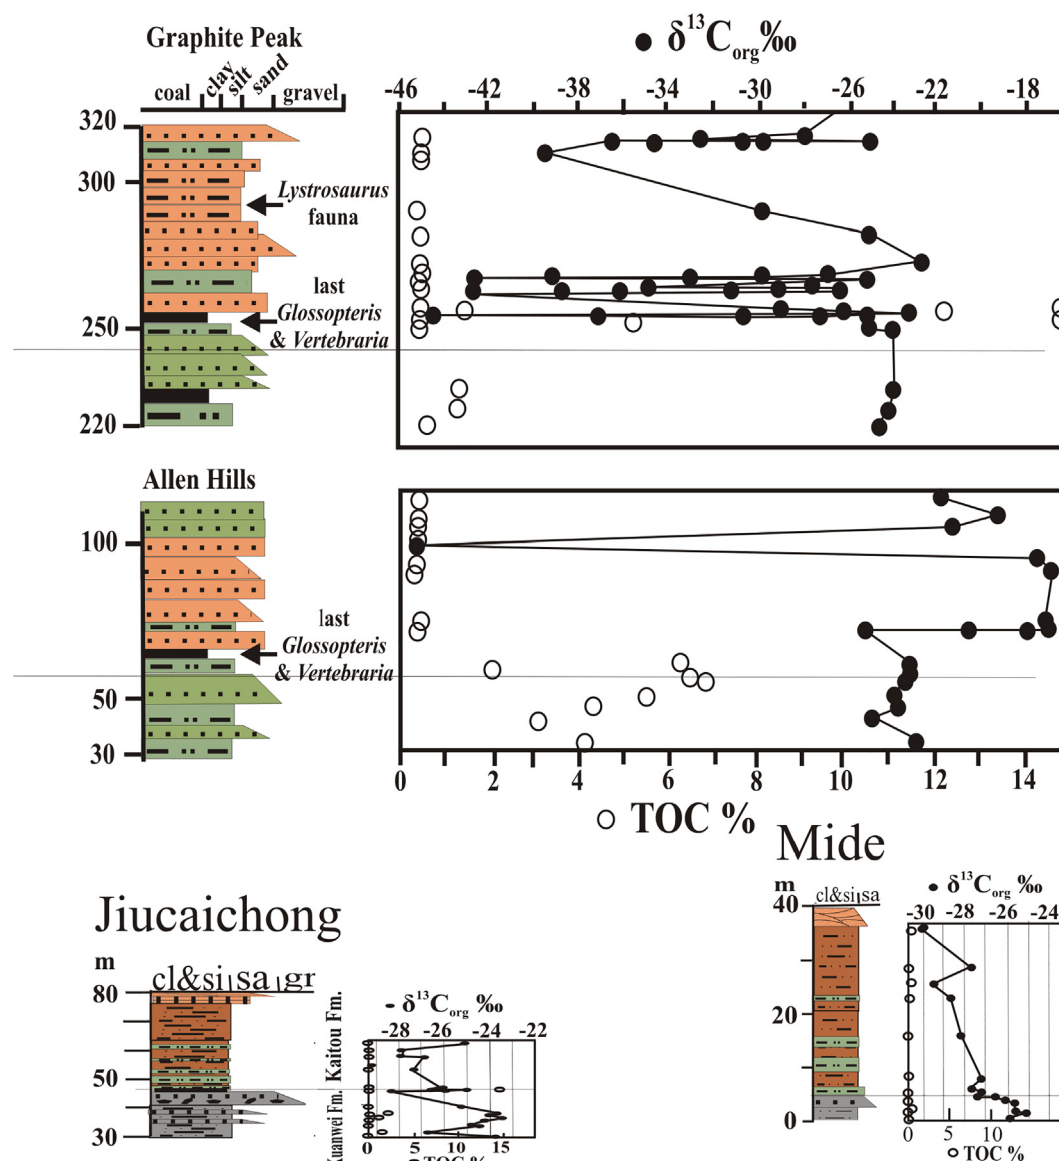 Graphite Peak
coal clay silt sand gravel
● δ¹³Corg‰
-46 -42 -38 -34 -30 -26 -22 -18
320
300
250
220
Lystrosaurus
fauna
last
Glossopteris
& Vertebraria
Allen Hills
100
50
30
last
Glossopteris
& Vertebraria
0 2 4 6 8 10 12 14
○ TOC %
Jiucaichong
m
cl&si|sa|gr
80
50
30
Kaitou Fm.
Xuanwei Fm.
δ¹³Corg ‰
-28 -26 -24 -22
0 5 10 15
TOC %
Mide
m
cl&si|sa
40
20
0
● δ¹³Corg ‰
-30 -28 -26 -24
0 5 10
○ TOC %